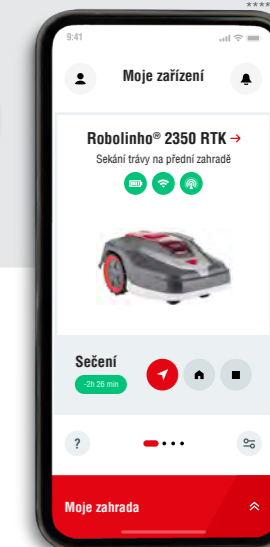 ****
9:41
Moje zařízení
Robolinho® 2350 RTK →
Sekání trávy na přední zahradě
Sečení
-2h 26 min
?
Moje zahrada